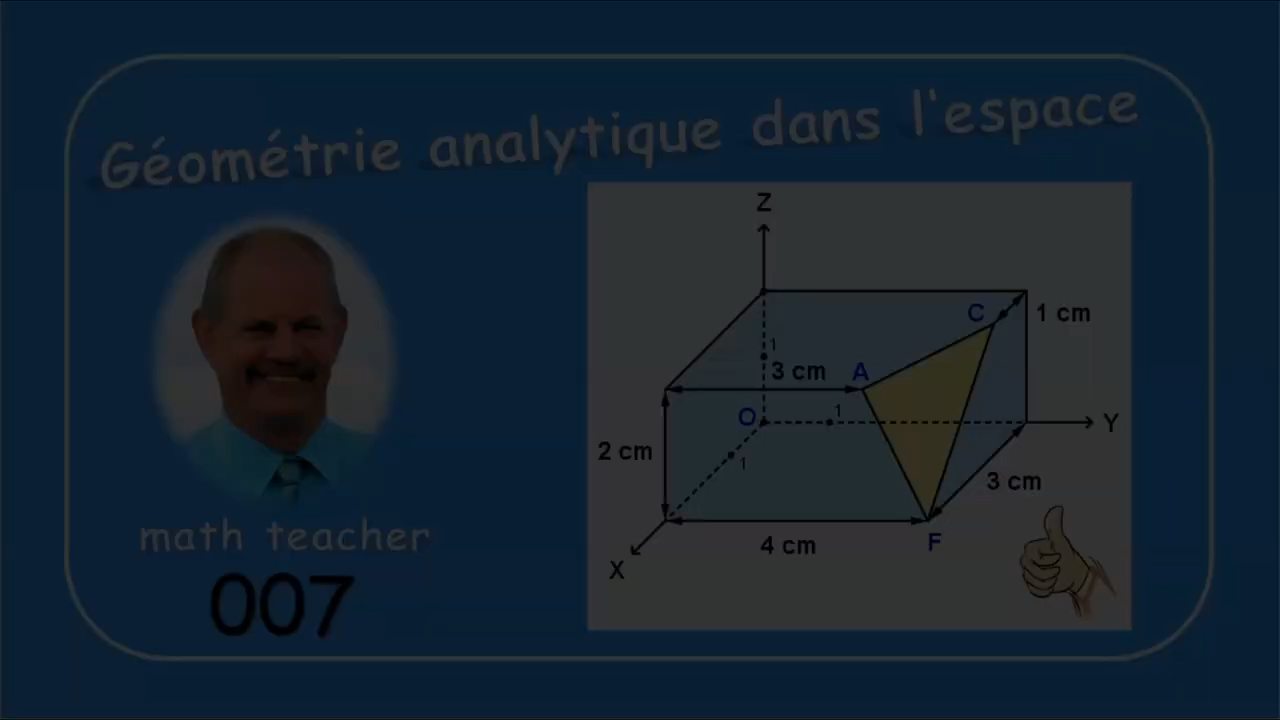 Géométrie analytique dans l'espace
Z
C
1 cm
1
3 cm
A
O
1
Y
2 cm
1
3 cm
4 cm
F
X
math teacher
007